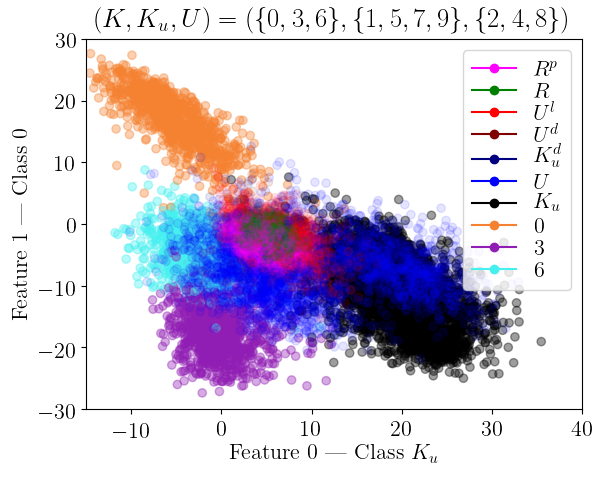 (K, K_u, U) = ({0, 3, 6}, {1, 5, 7, 9}, {2, 4, 8})
30
20
10
0
−10
−20
−30
Feature 1 — Class 0
R^p
R
U^l
U^d
K_u^d
U
K_u
0
3
6
−10
0
10
20
30
40
Feature 0 — Class K_u